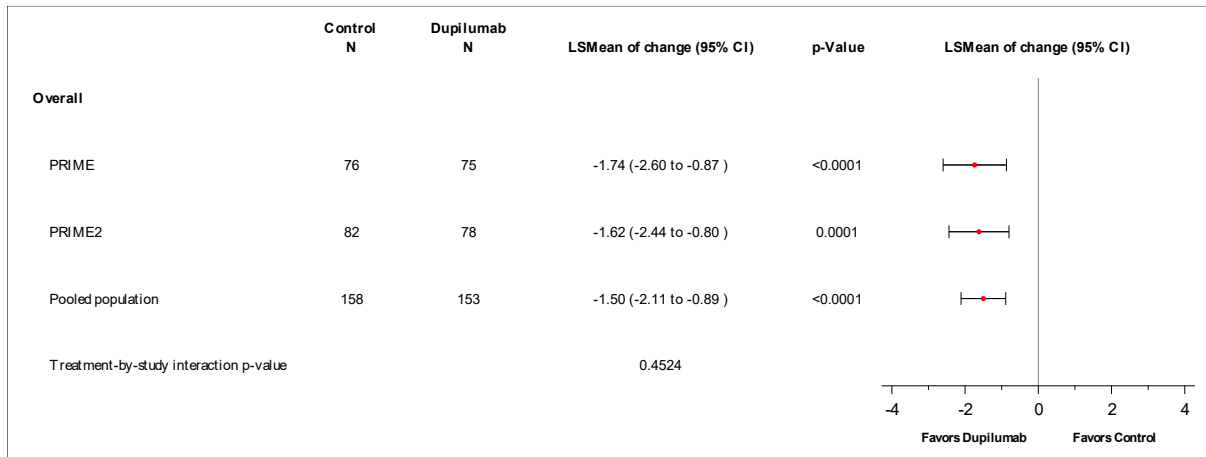 Control Dupilumab
N N LSMean of change (95% CI) p-Value LSMean of change (95% CI)
Overall
PRIME 76 75 -1.74 (-2.60 to -0.87 ) <0.0001
PRIME2 82 78 -1.62 (-2.44 to -0.80 ) 0.0001
Pooled population 158 153 -1.50 (-2.11 to -0.89 ) <0.0001
Treatment-by-study interaction p-value 0.4524
-4 -2 0 2 4
Favors Dupilumab Favors Control